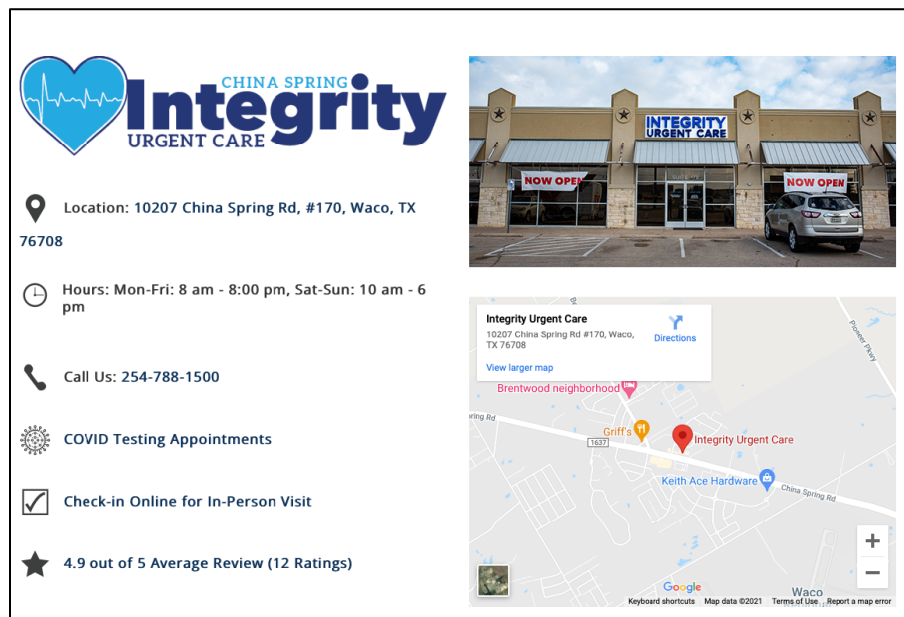 CHINA SPRING
Integrity
URGENT CARE
Location: 10207 China Spring Rd, #170, Waco, TX
76708
Hours: Mon-Fri: 8 am - 8:00 pm, Sat-Sun: 10 am - 6
pm
Call Us: 254-788-1500
COVID Testing Appointments
Check-in Online for In-Person Visit
4.9 out of 5 Average Review (12 Ratings)
INTEGRITY
URGENT CARE
NOW OPEN
NOW OPEN
Integrity Urgent Care
10207 China Spring Rd #170, Waco,
TX 76708
Directions
View larger map
Brentwood neighborhood
Pioneer Pkwy
ring Rd
Griff's
1637
Integrity Urgent Care
Keith Ace Hardware
China Spring Rd
+
−
Waco
Google
Keyboard shortcuts Map data ©2021 Terms of Use Report a map error